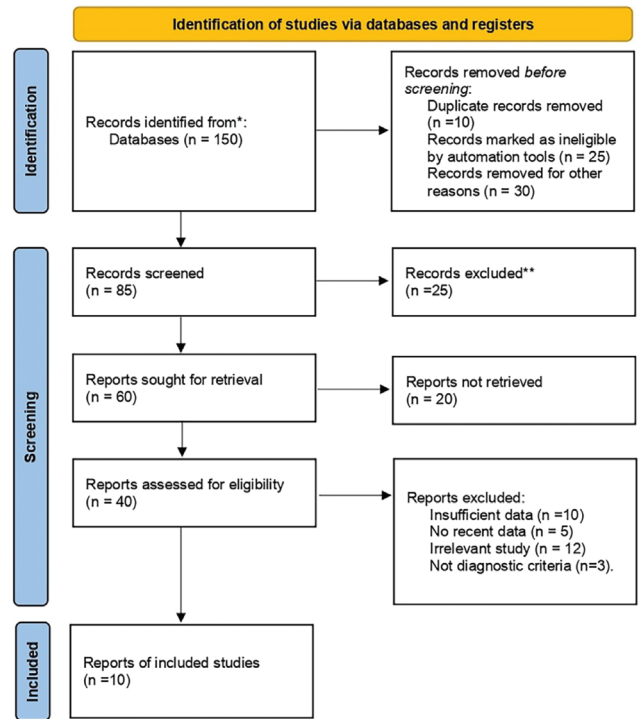 Identification of studies via databases and registers
Identification
Records identified from*:
Databases (n = 150)
Records removed before
screening:
Duplicate records removed
(n =10)
Records marked as ineligible
by automation tools (n = 25)
Records removed for other
reasons (n = 30)
Screening
Records screened
(n = 85)
Records excluded**
(n =25)
Reports sought for retrieval
(n = 60)
Reports not retrieved
(n = 20)
Reports assessed for eligibility
(n = 40)
Reports excluded:
Insufficient data (n =10)
No recent data (n = 5)
Irrelevant study (n = 12)
Not diagnostic criteria (n=3).
Included
Reports of included studies
(n =10)